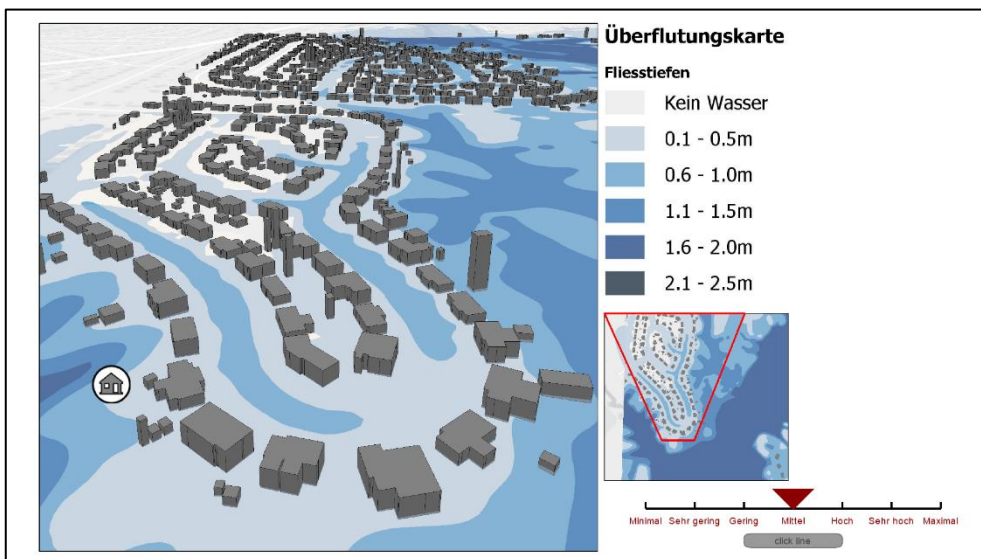 Überflutungskarte
Fliesstiefen
Kein Wasser
0.1 - 0.5m
0.6 - 1.0m
1.1 - 1.5m
1.6 - 2.0m
2.1 - 2.5m
Minimal Sehr gering Gering Mittel Hoch Sehr hoch Maximal
click line